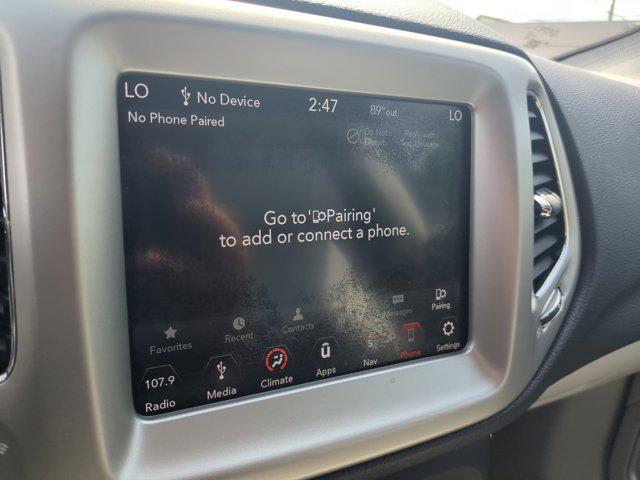 LO No Device 2:47 89° out LO
No Phone Paired
Do Not Disturb
Reply with Text Message
Go to 'Pairing'
to add or connect a phone.
Favorites Recent Contacts Messages Pairing
107.9 S
Radio Media Climate Apps Nav Phone Settings